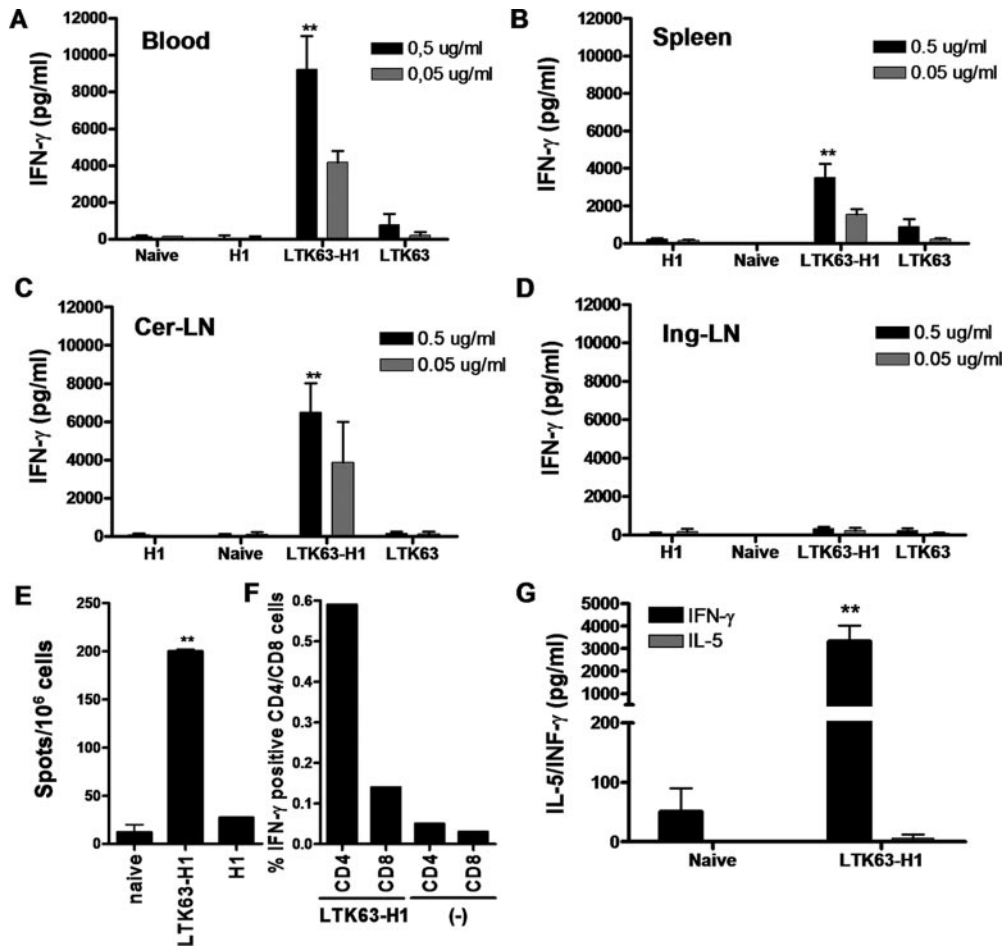 A
Blood
IFN-γ (pg/ml)
12000
10000
8000
6000
4000
2000
0
**
0,5 ug/ml
0,05 ug/ml
Naive H1 LTK63-H1 LTK63
B
Spleen
IFN-γ (pg/ml)
12000
10000
8000
6000
4000
2000
0
**
0.5 ug/ml
0.05 ug/ml
H1 Naive LTK63-H1 LTK63
C
Cer-LN
IFN-γ (pg/ml)
12000
10000
8000
6000
4000
2000
0
**
0.5 ug/ml
0.05 ug/ml
H1 Naive LTK63-H1 LTK63
D
Ing-LN
IFN-γ (pg/ml)
12000
10000
8000
6000
4000
2000
0
0.5 ug/ml
0.05 ug/ml
H1 Naive LTK63-H1 LTK63
E
Spots/10⁶ cells
250
200
150
100
50
0
**
naive
LTK63-H1
H1
F
% IFN-γ positive CD4/CD8 cells
0.6
0.5
0.4
0.3
0.2
0.1
0.0
CD4
CD8
CD4
CD8
LTK63-H1 (-)
G
IL-5/INF-γ (pg/ml)
5000
4000
3000
2000
1000
200
100
0
IFN-γ
IL-5
**
Naive LTK63-H1